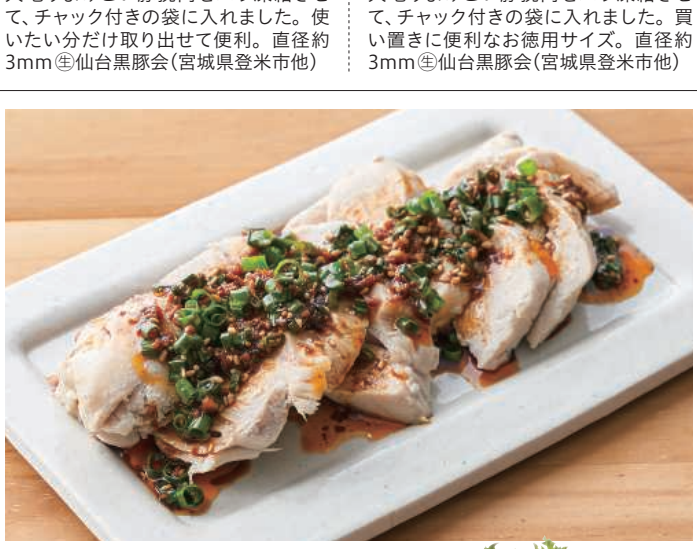 て、チャック付きの袋に入れました。使
いたい分だけ取り出せて便利。直径約
3mm㊓仙台黒豚会(宮城県登米市他)
て、チャック付きの袋に入れました。買
い置きに便利なお徳用サイズ。直径約
3mm㊓仙台黒豚会(宮城県登米市他)